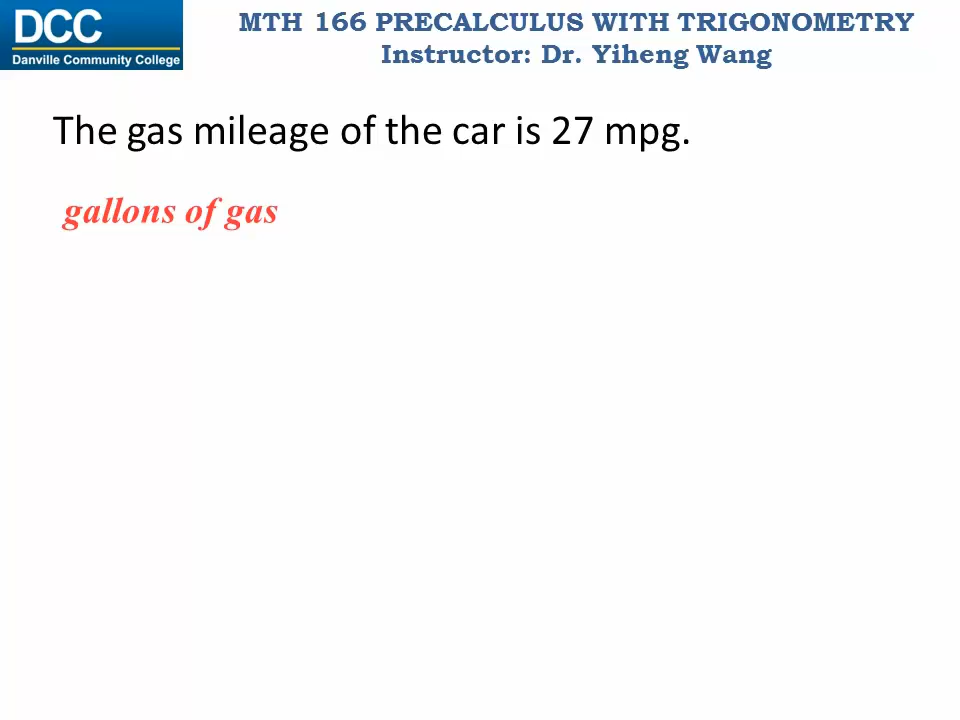 DCC
Danville Community College
MTH 166 PRECALCULUS WITH TRIGONOMETRY
Instructor: Dr. Yiheng Wang
The gas mileage of the car is 27 mpg.
gallons of gas